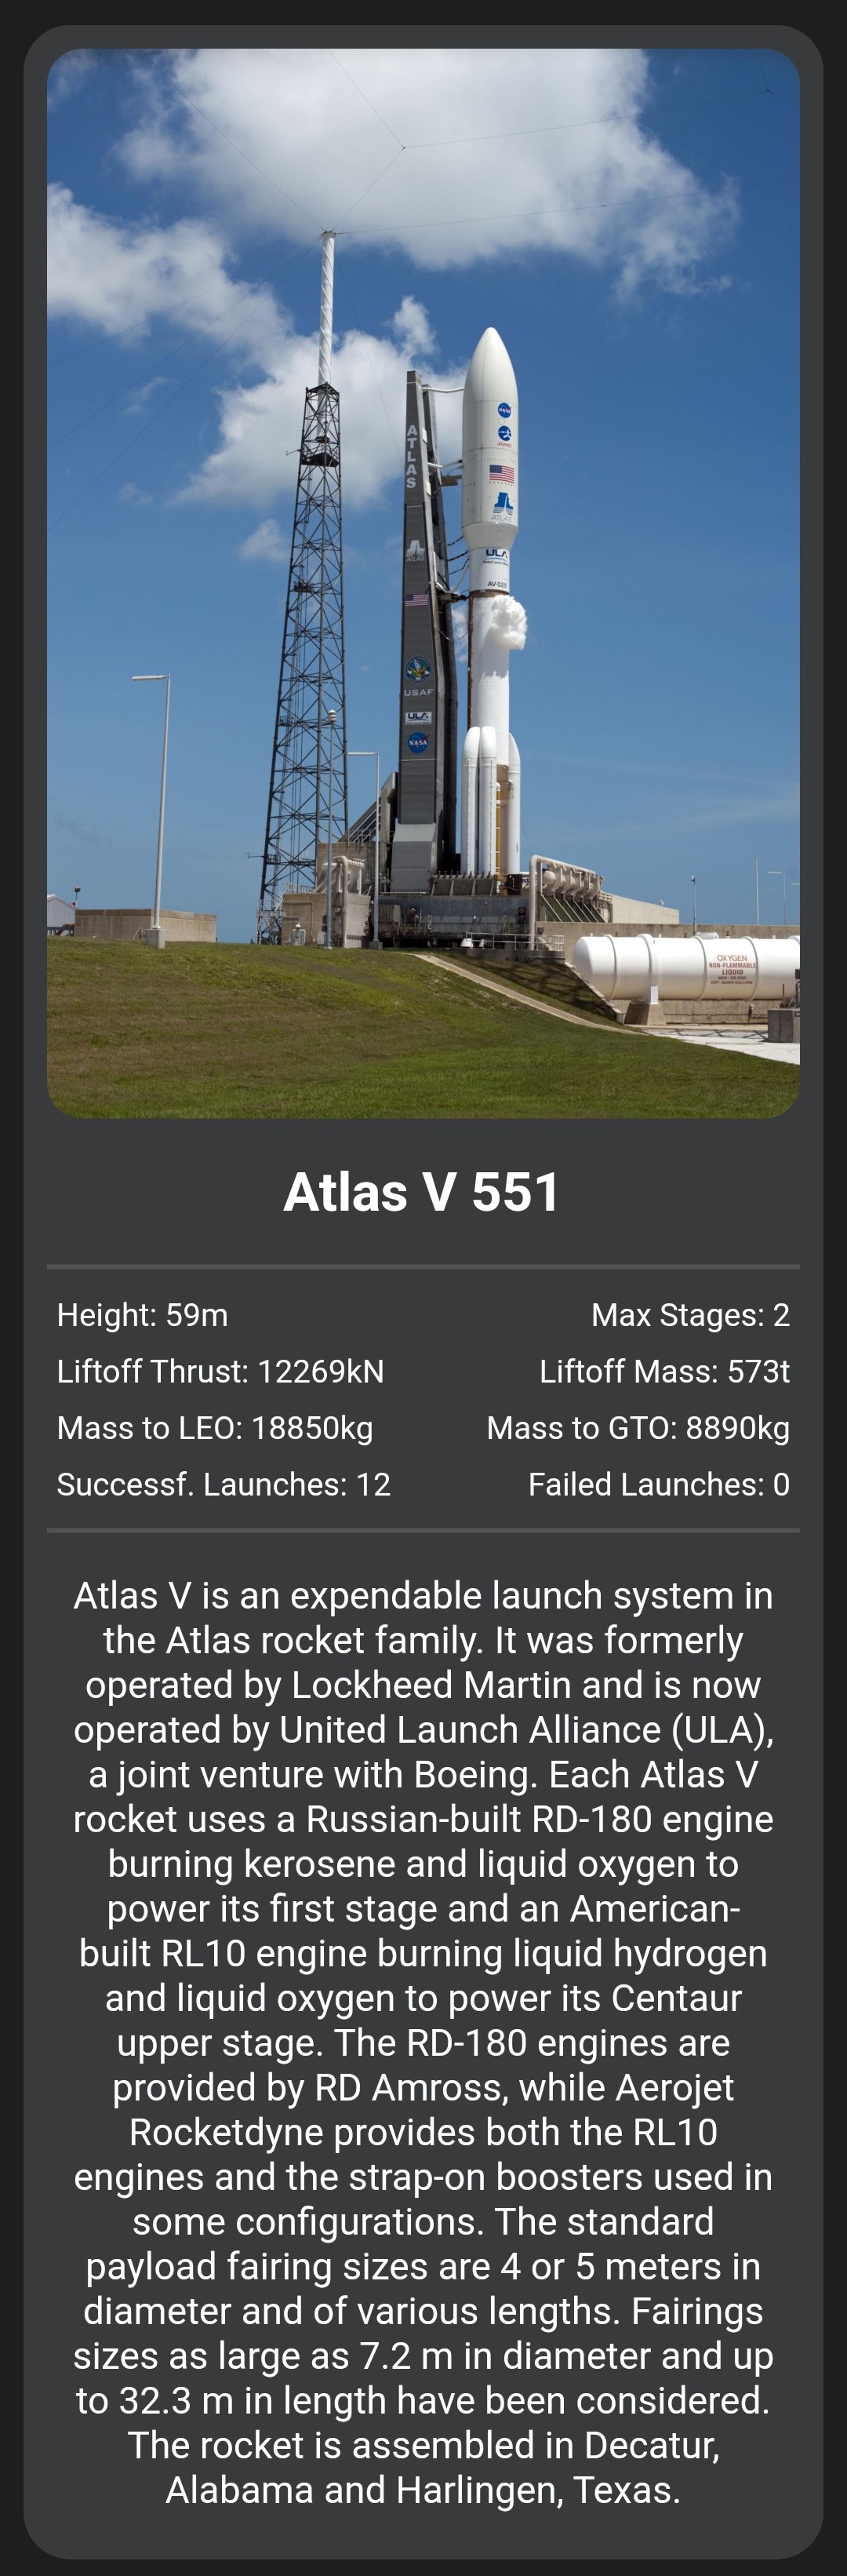 ATLAS
NASA
JUNO
ATLAS
ULA
AV-029
ATLAS
USAF
ULA
NASA
OXYGEN
NON-FLAMMABLE
LIQUID
Atlas V 551
Height: 59m
Max Stages: 2
Liftoff Thrust: 12269kN
Liftoff Mass: 573t
Mass to LEO: 18850kg
Mass to GTO: 8890kg
Successf. Launches: 12
Failed Launches: 0
Atlas V is an expendable launch system in
the Atlas rocket family. It was formerly
operated by Lockheed Martin and is now
operated by United Launch Alliance (ULA),
a joint venture with Boeing. Each Atlas V
rocket uses a Russian-built RD-180 engine
burning kerosene and liquid oxygen to
power its first stage and an American-
built RL10 engine burning liquid hydrogen
and liquid oxygen to power its Centaur
upper stage. The RD-180 engines are
provided by RD Amross, while Aerojet
Rocketdyne provides both the RL10
engines and the strap-on boosters used in
some configurations. The standard
payload fairing sizes are 4 or 5 meters in
diameter and of various lengths. Fairings
sizes as large as 7.2 m in diameter and up
to 32.3 m in length have been considered.
The rocket is assembled in Decatur,
Alabama and Harlingen, Texas.